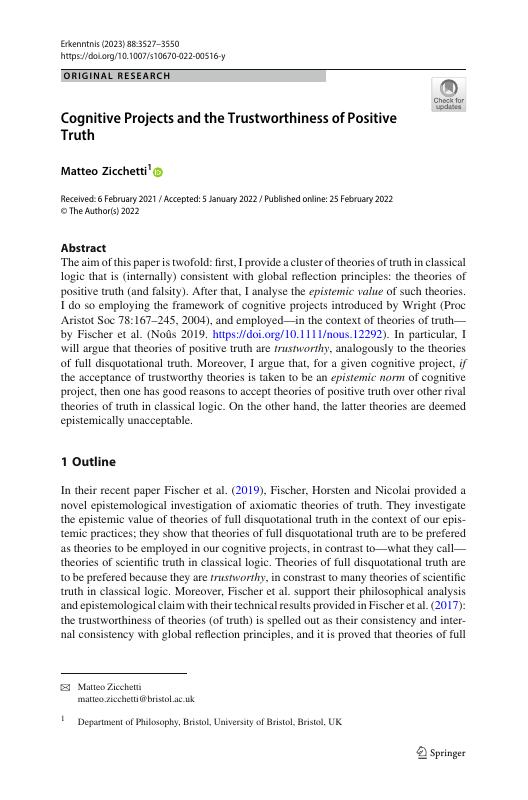 Erkenntnis (2023) 88:3527–3550
https://doi.org/10.1007/s10670-022-00516-y
ORIGINAL RESEARCH
Check for
updates
Cognitive Projects and the Trustworthiness of Positive
Truth
Matteo Zicchetti1
Received: 6 February 2021 / Accepted: 5 January 2022 / Published online: 25 February 2022
© The Author(s) 2022
Abstract
The aim of this paper is twofold: first, I provide a cluster of theories of truth in classical
logic that is (internally) consistent with global reflection principles: the theories of
positive truth (and falsity). After that, I analyse the epistemic value of such theories.
I do so employing the framework of cognitive projects introduced by Wright (Proc
Aristot Soc 78:167–245, 2004), and employed—in the context of theories of truth—
by Fischer et al. (Noûs 2019. https://doi.org/10.1111/nous.12292). In particular, I
will argue that theories of positive truth are trustworthy, analogously to the theories
of full disquotational truth. Moreover, I argue that, for a given cognitive project, if
the acceptance of trustworthy theories is taken to be an epistemic norm of cognitive
project, then one has good reasons to accept theories of positive truth over other rival
theories of truth in classical logic. On the other hand, the latter theories are deemed
epistemically unacceptable.
1 Outline
In their recent paper Fischer et al. (2019), Fischer, Horsten and Nicolai provided a
novel epistemological investigation of axiomatic theories of truth. They investigate
the epistemic value of theories of full disquotational truth in the context of our epis-
temic practices; they show that theories of full disquotational truth are to be prefered
as theories to be employed in our cognitive projects, in contrast to—what they call—
theories of scientific truth in classical logic. Theories of full disquotational truth are
to be prefered because they are trustworthy, in constrast to many theories of scientific
truth in classical logic. Moreover, Fischer et al. support their philosophical analysis
and epistemological claim with their technical results provided in Fischer et al. (2017):
the trustworthiness of theories (of truth) is spelled out as their consistency and inter-
nal consistency with global reflection principles, and it is proved that theories of full
Matteo Zicchetti
matteo.zicchetti@bristol.ac.uk
1 Department of Philosophy, Bristol, University of Bristol, Bristol, UK
Springer